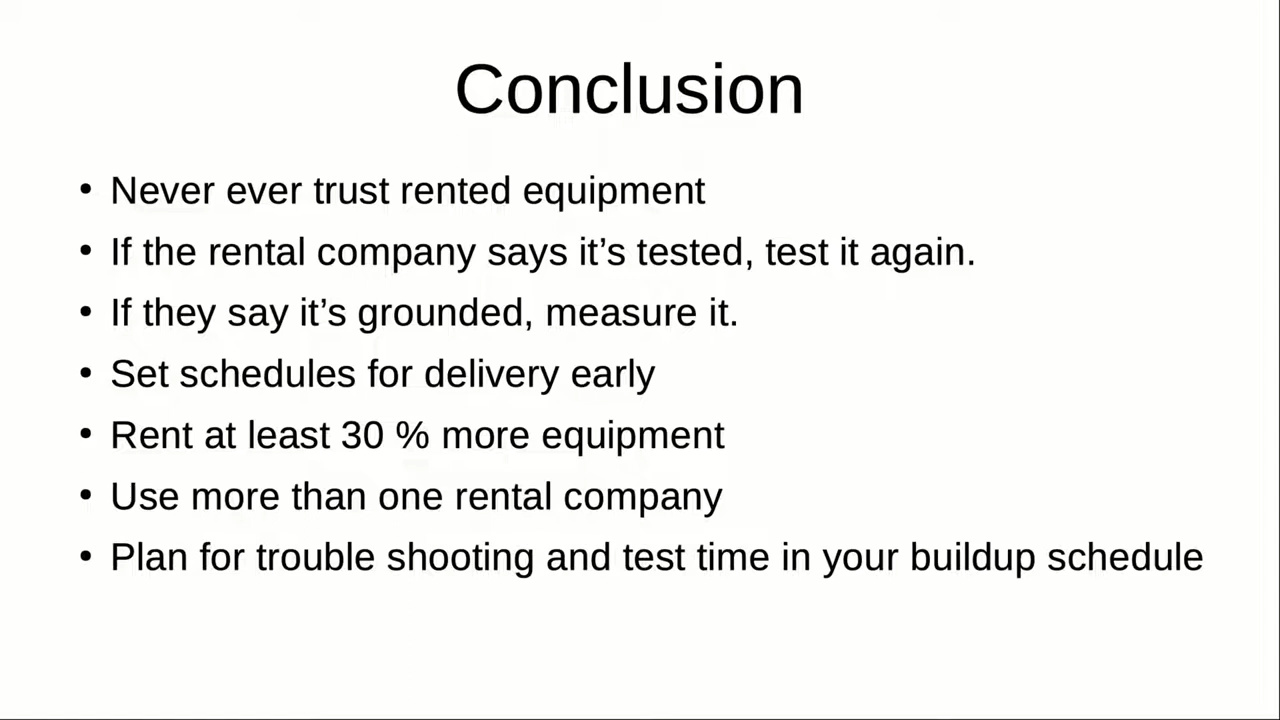 Conclusion
• Never ever trust rented equipment
• If the rental company says it’s tested, test it again.
• If they say it’s grounded, measure it.
• Set schedules for delivery early
• Rent at least 30 % more equipment
• Use more than one rental company
• Plan for trouble shooting and test time in your buildup schedule